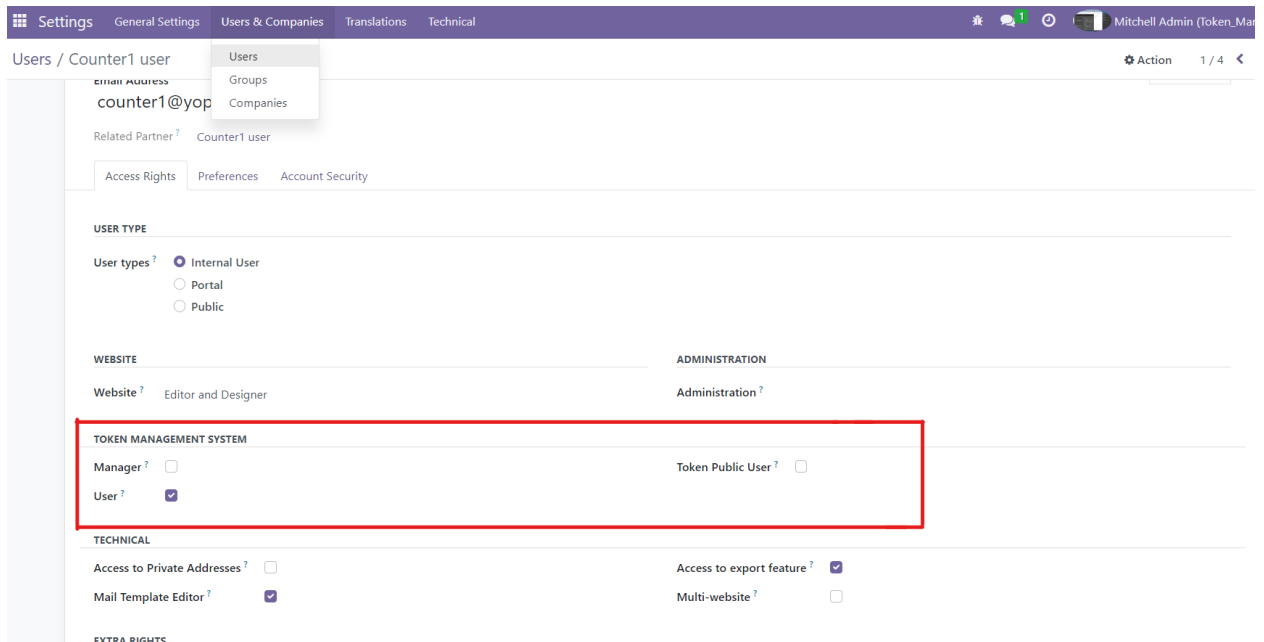 Settings General Settings Users & Companies Translations Technical 1 Mitchell Admin (Token_Mar
Users / Counter1 user Action 1 / 4
Users
Groups
Companies
Email Address
counter1@yop
Related Partner ? Counter1 user
Access Rights Preferences Account Security
USER TYPE
User types ? Internal User
Portal
Public
WEBSITE ADMINISTRATION
Website ? Editor and Designer Administration ?
TOKEN MANAGEMENT SYSTEM
Manager ? Token Public User ?
User ?
TECHNICAL
Access to Private Addresses ? Access to export feature ?
Mail Template Editor ? Multi-website ?
EXTRA RIGHTS